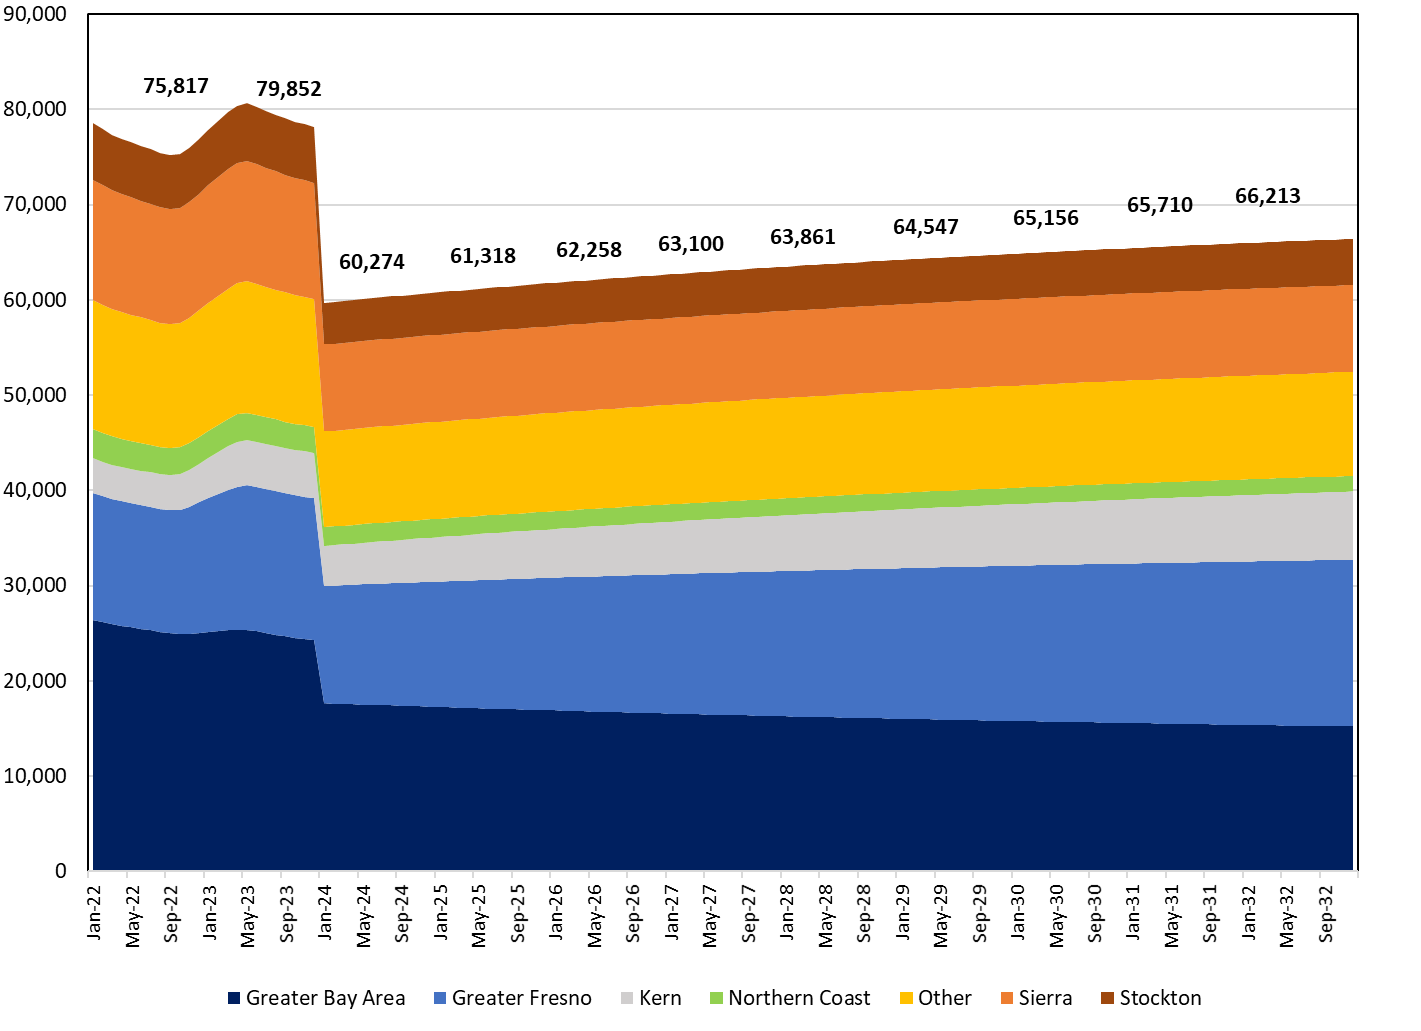 90,000
80,000
70,000
60,000
50,000
40,000
30,000
20,000
10,000
0
75,817
79,852
60,274
61,318
62,258
63,100
63,861
64,547
65,156
65,710
66,213
Jan-22
May-22
Sep-22
Jan-23
May-23
Sep-23
Jan-24
May-24
Sep-24
Jan-25
May-25
Sep-25
Jan-26
May-26
Sep-26
Jan-27
May-27
Sep-27
Jan-28
May-28
Sep-28
Jan-29
May-29
Sep-29
Jan-30
May-30
Sep-30
Jan-31
May-31
Sep-31
Jan-32
May-32
Sep-32
Greater Bay Area Greater Fresno Kern Northern Coast Other Sierra Stockton